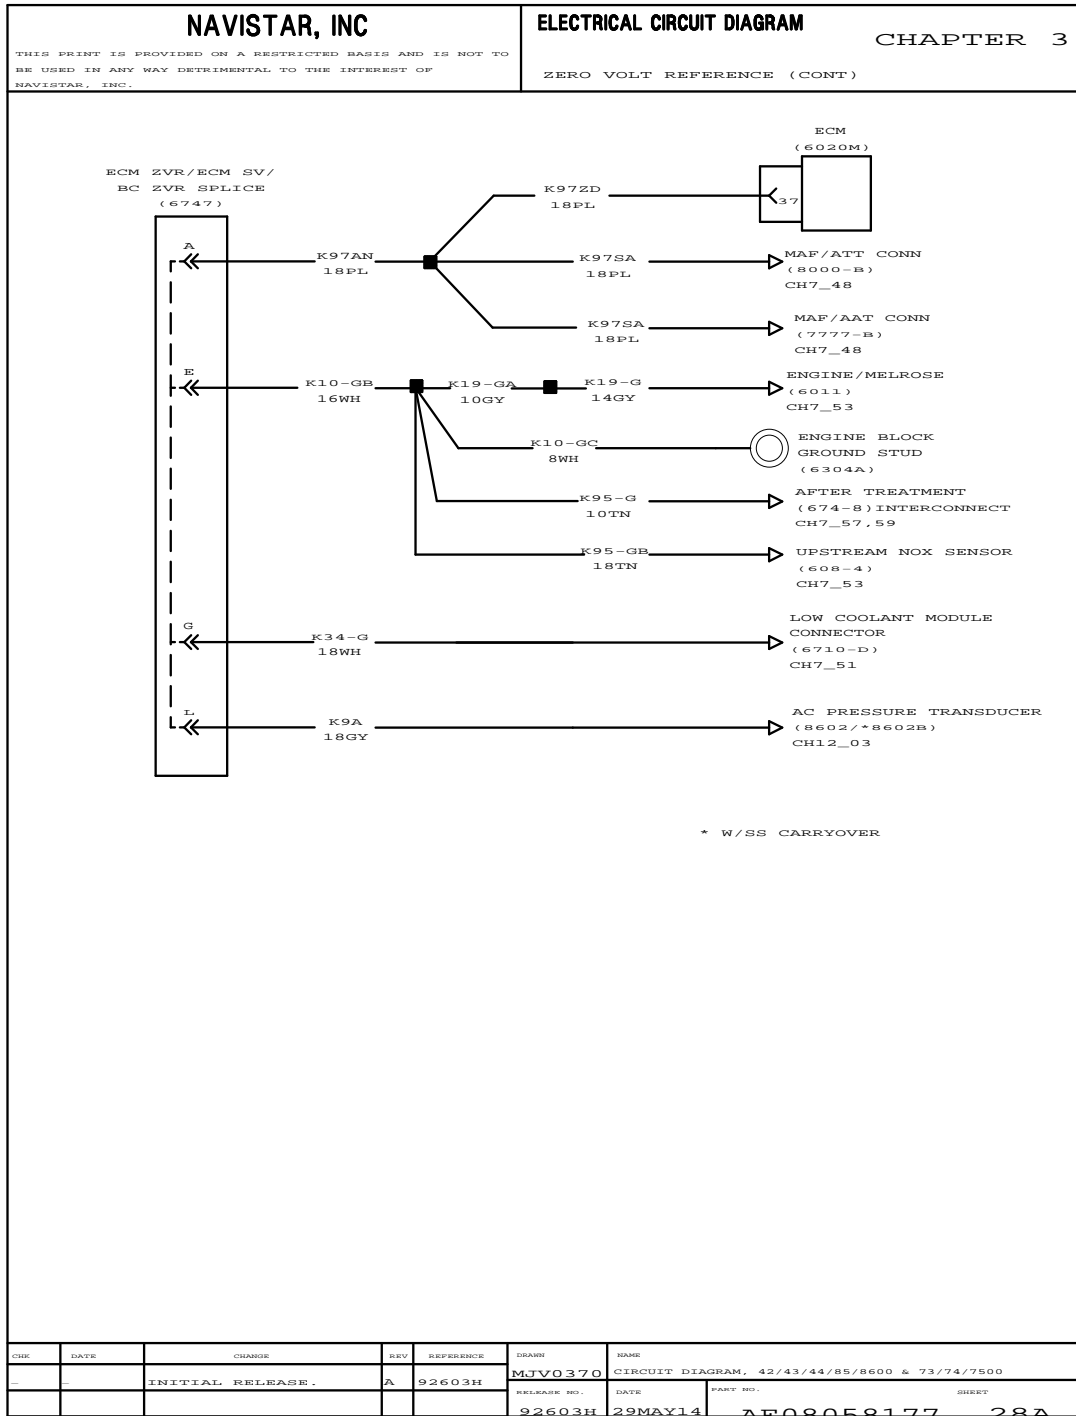 NAVISTAR, INC
THIS PRINT IS PROVIDED ON A RESTRICTED BASIS AND IS NOT TO
BE USED IN ANY WAY DETRIMENTAL TO THE INTEREST OF
NAVISTAR, INC.
ELECTRICAL CIRCUIT DIAGRAM
CHAPTER 3
ZERO VOLT REFERENCE (CONT)
ECM
(6020M)
37
ECM ZVR/ECM SV/
BC ZVR SPLICE
(6747)
K97ZD
18PL
A
K97AN
18PL
K97SA
18PL
MAF/ATT CONN
(8000-B)
CH7_48
K97SA
18PL
MAF/AAT CONN
(7777-B)
CH7_48
E
K10-GB
16WH
K19-GA
10GY
K19-G
14GY
ENGINE/MELROSE
(6011)
CH7_53
K10-GC
8WH
ENGINE BLOCK
GROUND STUD
(6304A)
K95-G
10TN
AFTER TREATMENT
(674-8)INTERCONNECT
CH7_57,59
K95-GB
18TN
UPSTREAM NOX SENSOR
(608-4)
CH7_53
G
K34-G
18WH
LOW COOLANT MODULE
CONNECTOR
(6710-D)
CH7_51
L
K9A
18GY
AC PRESSURE TRANSDUCER
(8602/*8602B)
CH12_03
* W/SS CARRYOVER
CHK DATE CHANGE REV REFERENCE
- - INITIAL RELEASE. A 92603H
DRAWN
MJV0370
NAME
CIRCUIT DIAGRAM, 42/43/44/85/8600 & 73/74/7500
RELEASE NO.
92603H
DATE
29MAY14
PART NO.
AF08058177
SHEET
28A